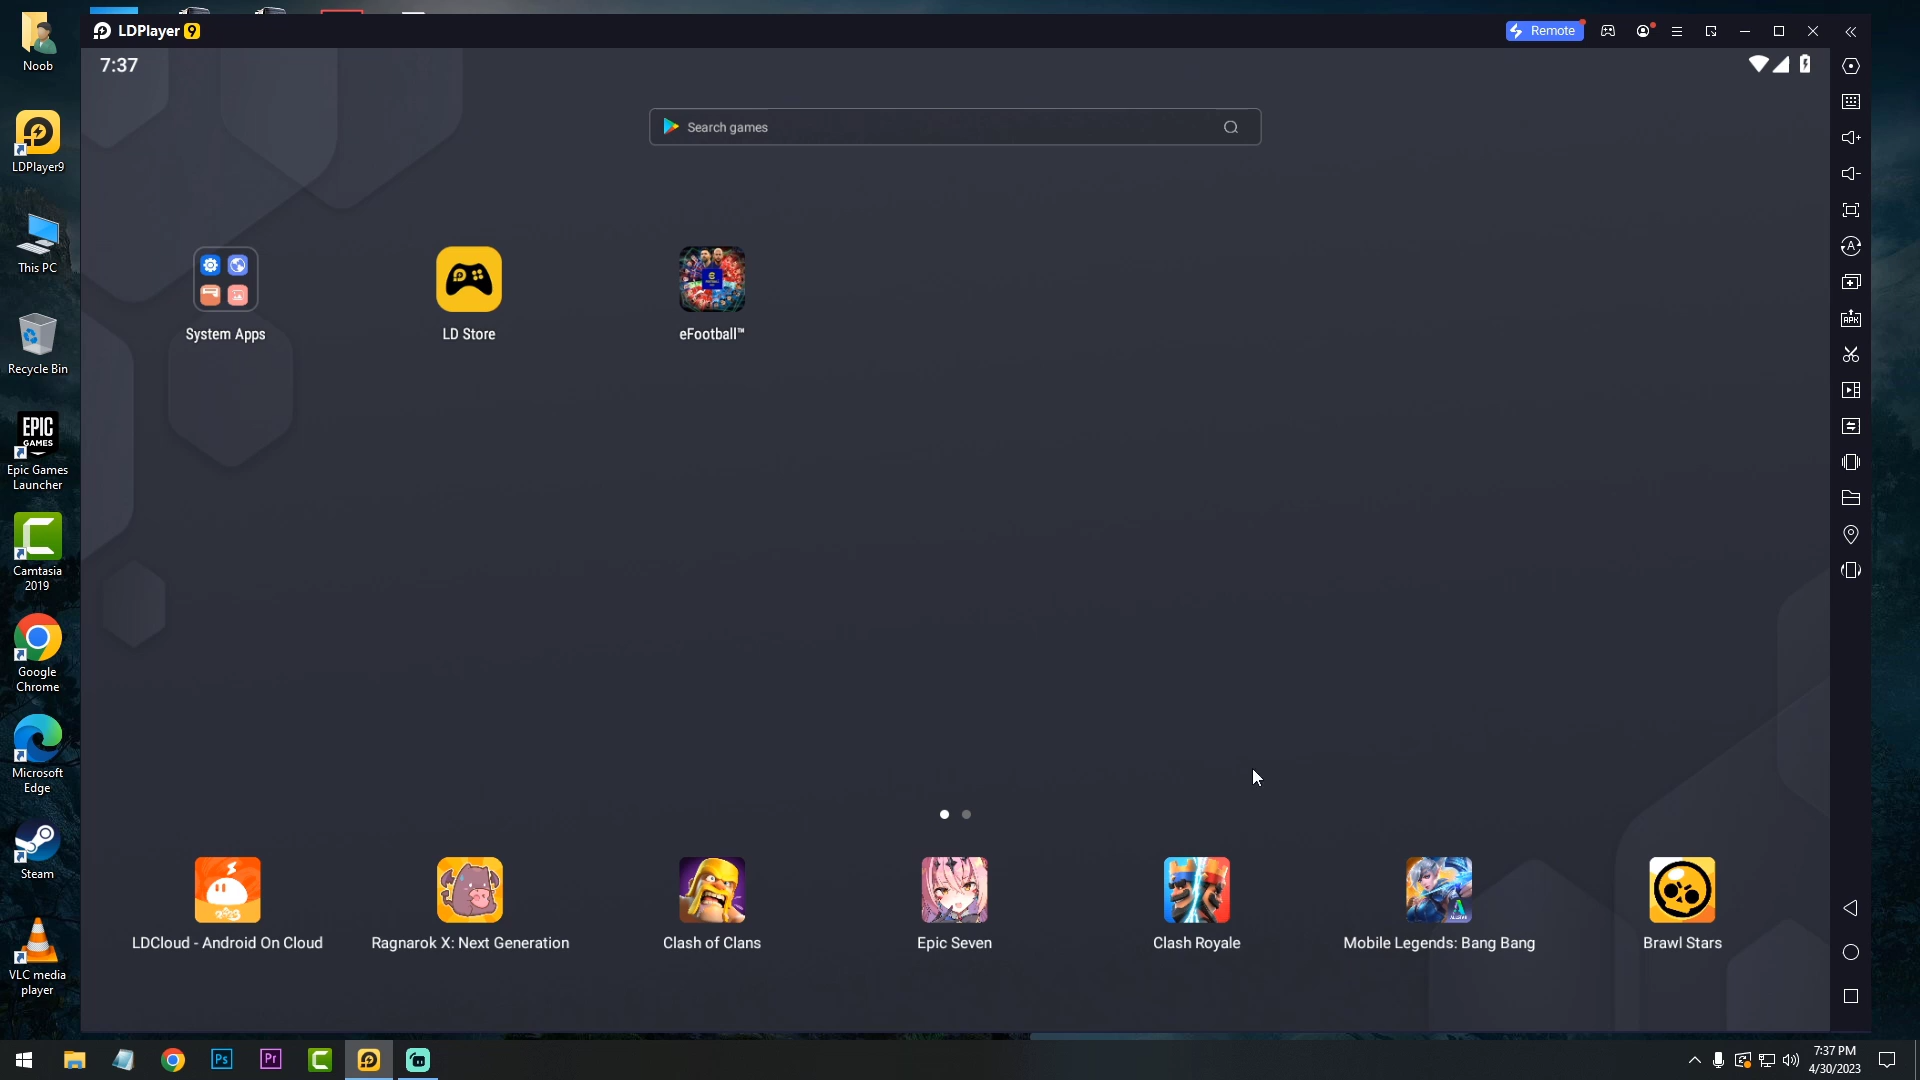 LDPlayer 9
Remote
7:37
Search games
System Apps
LD Store
eFootball™
LDCloud - Android On Cloud
Ragnarok X: Next Generation
Clash of Clans
Epic Seven
Clash Royale
Mobile Legends: Bang Bang
Brawl Stars
Noob
LDPlayer9
This PC
Recycle Bin
EPIC
GAMES
Epic Games
Launcher
Camtasia
2019
Google
Chrome
Microsoft
Edge
Steam
VLC media
player
APK
Ps
Pr
7:37 PM
4/30/2023